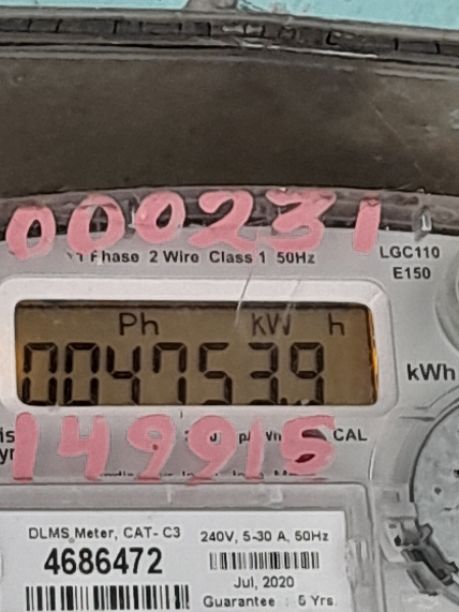 000231
1 Phase 2 Wire Class 1 50Hz
LGC110
E150
Ph kW h
004753.9
kWh
149915
CAL
DLMS Meter, CAT- C3
4686472
240V, 5-30 A, 50Hz
Jul, 2020
Guarantee : 5 Yrs.